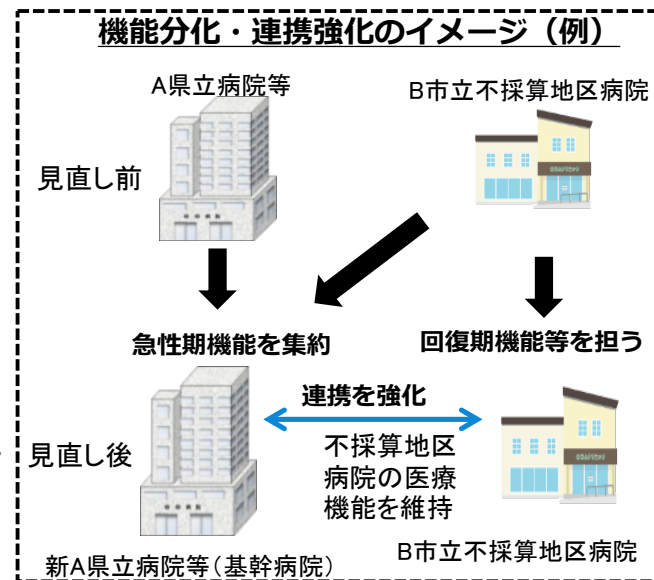 機能分化・連携強化のイメージ（例）
A県立病院等
B市立不採算地区病院
見直し前
急性期機能を集約
回復期機能等を担う
連携を強化
見直し後
不採算地区
病院の医療
機能を維持
新A県立病院等（基幹病院）
B市立不採算地区病院